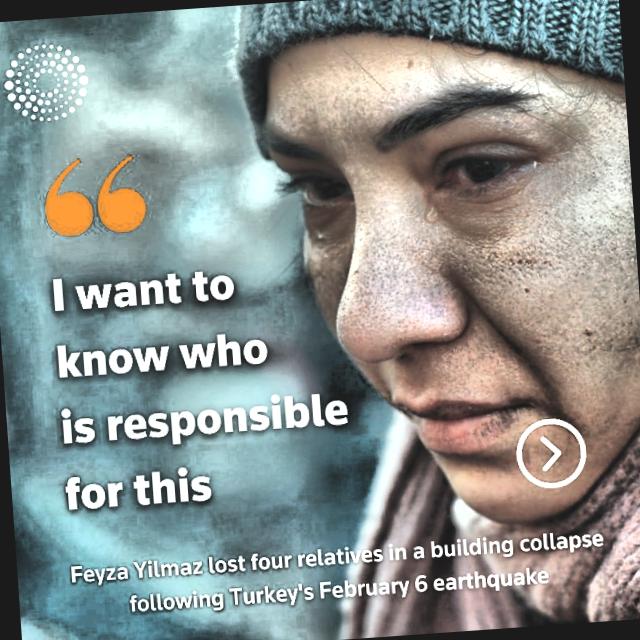 I want to
know who
is responsible
for this
Feyza Yilmaz lost four relatives in a building collapse
following Turkey's February 6 earthquake